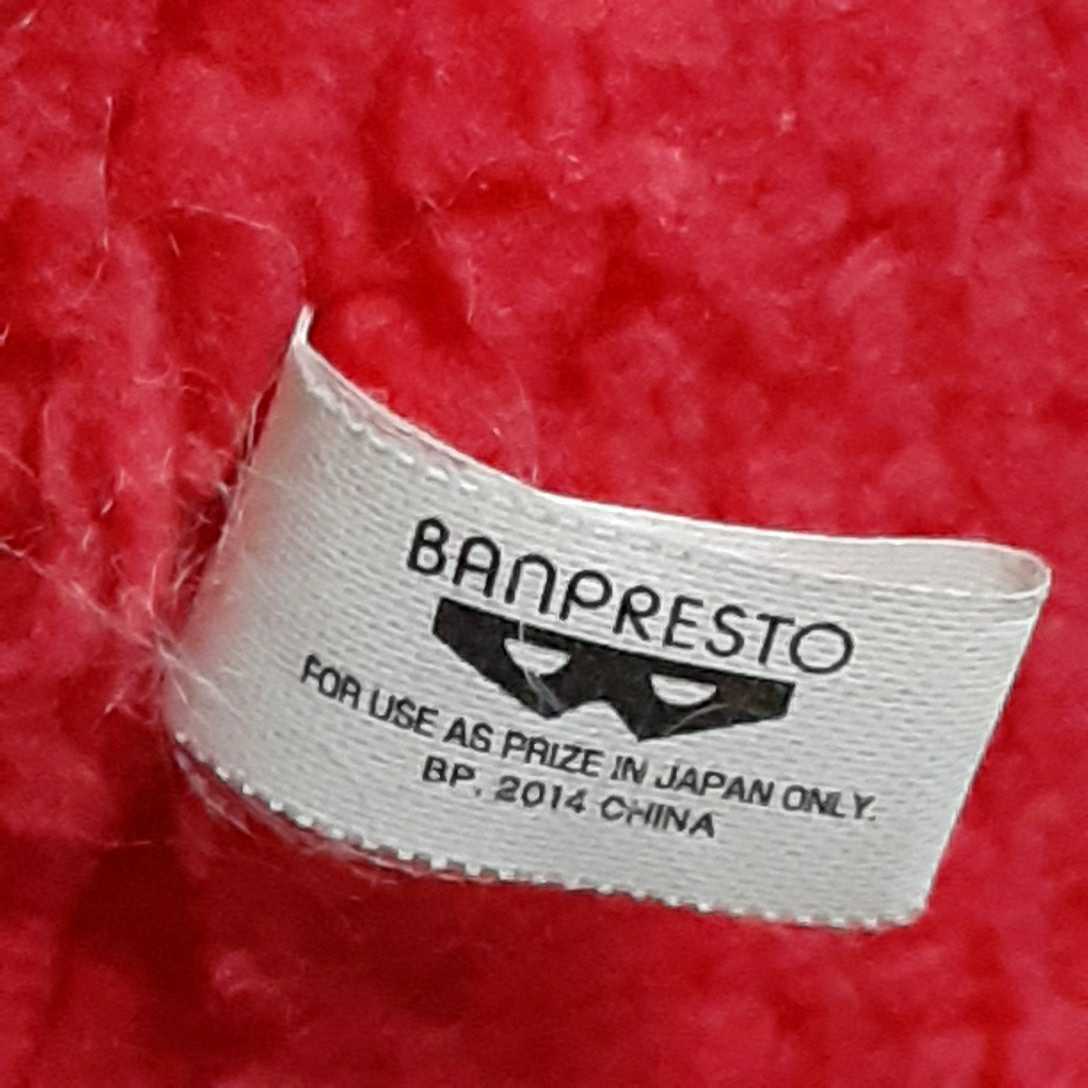 BANPRESTO
FOR USE AS PRIZE IN JAPAN ONLY.
BP. 2014 CHINA